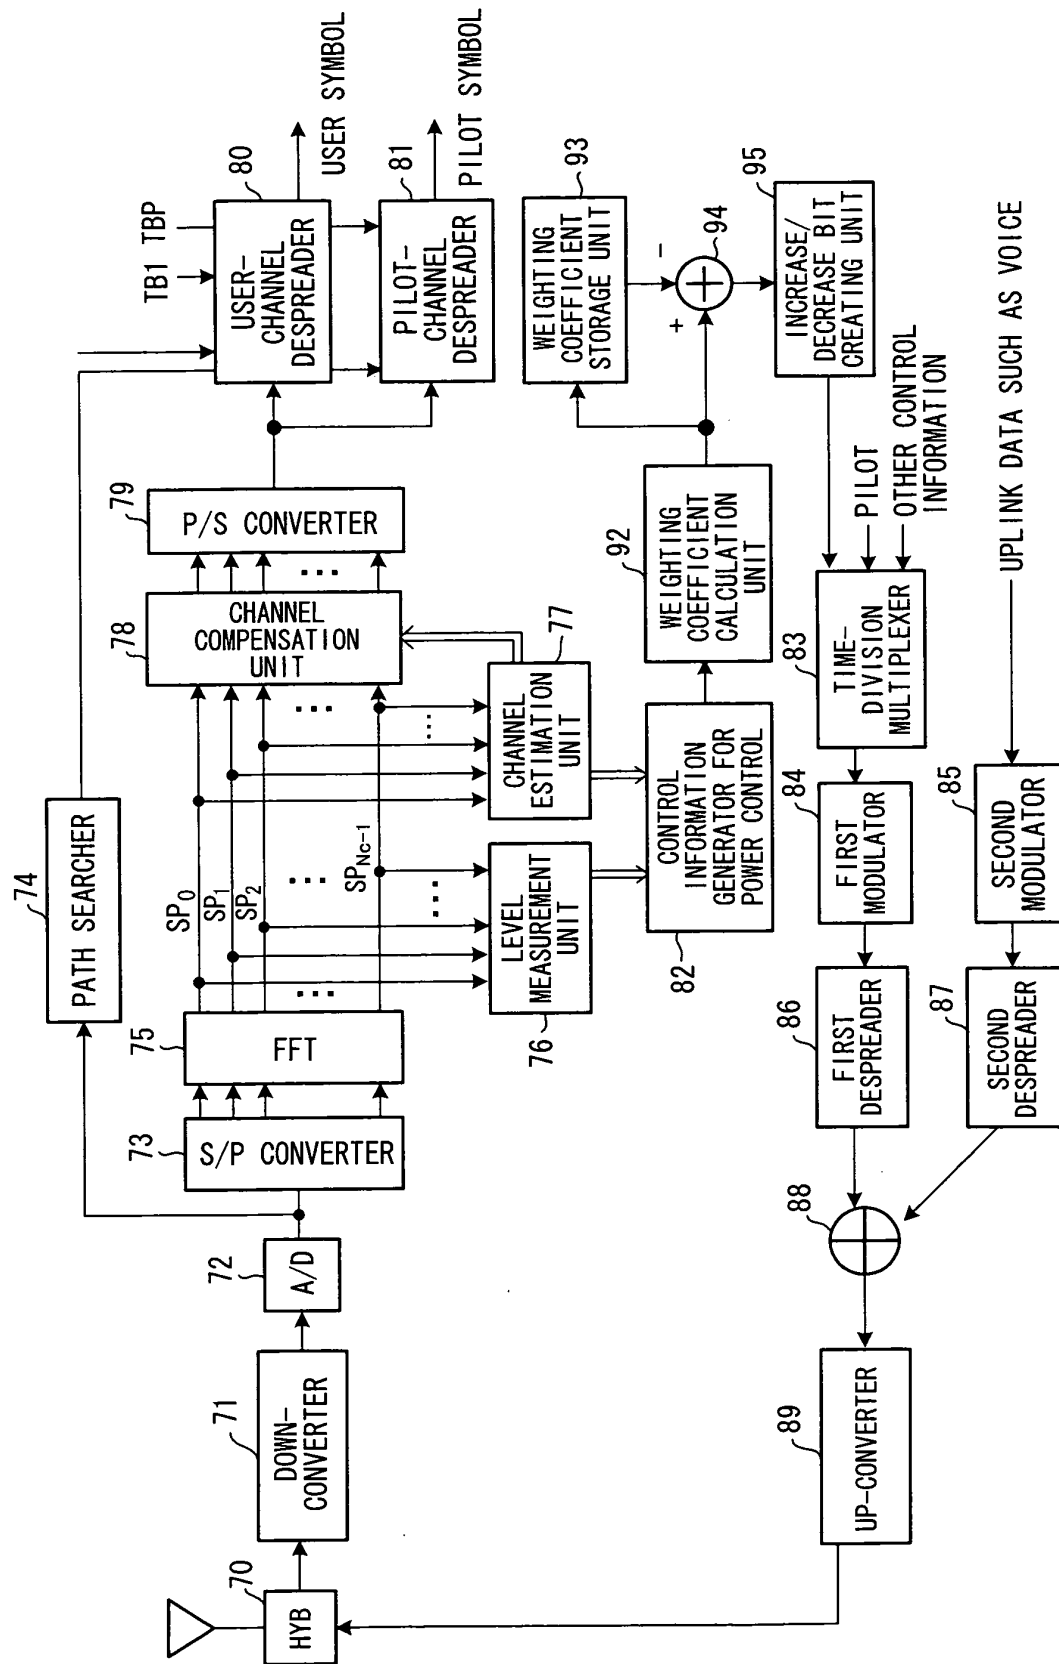 70
HYB
71
DOWN-
CONVERTER
72
A/D
73
S/P CONVERTER
74
PATH SEARCHER
75
FFT
SP0
SP1
SP2
...
SPNc-1
...
76
LEVEL
MEASUREMENT
UNIT
77
CHANNEL
ESTIMATION
UNIT
78
CHANNEL
COMPENSATION
UNIT
79
P/S CONVERTER
TB1 TBP
80
USER-
CHANNEL
DESPREADER
USER SYMBOL
81
PILOT-
CHANNEL
DESPREADER
PILOT SYMBOL
82
CONTROL
INFORMATION
GENERATOR FOR
POWER CONTROL
92
WEIGHTING
COEFFICIENT
CALCULATION
UNIT
93
WEIGHTING
COEFFICIENT
STORAGE UNIT
+
-
94
95
INCREASE/
DECREASE BIT
CREATING UNIT
PILOT
OTHER CONTROL
INFORMATION
83
TIME-
DIVISION
MULTIPLEXER
84
FIRST
MODULATOR
UPLINK DATA SUCH AS VOICE
85
SECOND
MODULATOR
86
FIRST
DESPREADER
87
SECOND
DESPREADER
88
89
UP-CONVERTER